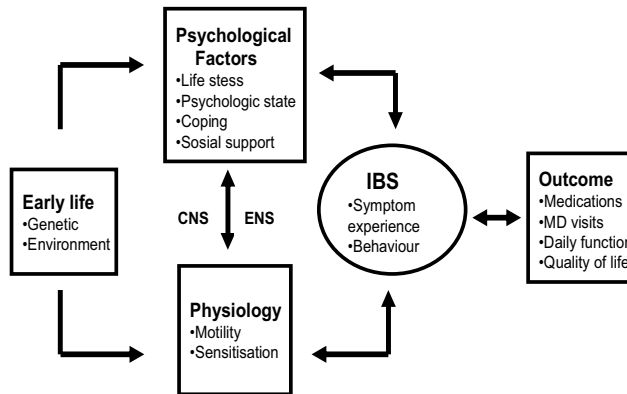 Psychological
Factors
•Life stess
•Psychologic state
•Coping
•Sosial support
Early life
•Genetic
•Environment
CNS ENS
IBS
•Symptom
experience
•Behaviour
Outcome
•Medications
•MD visits
•Daily function
•Quality of life
Physiology
•Motility
•Sensitisation